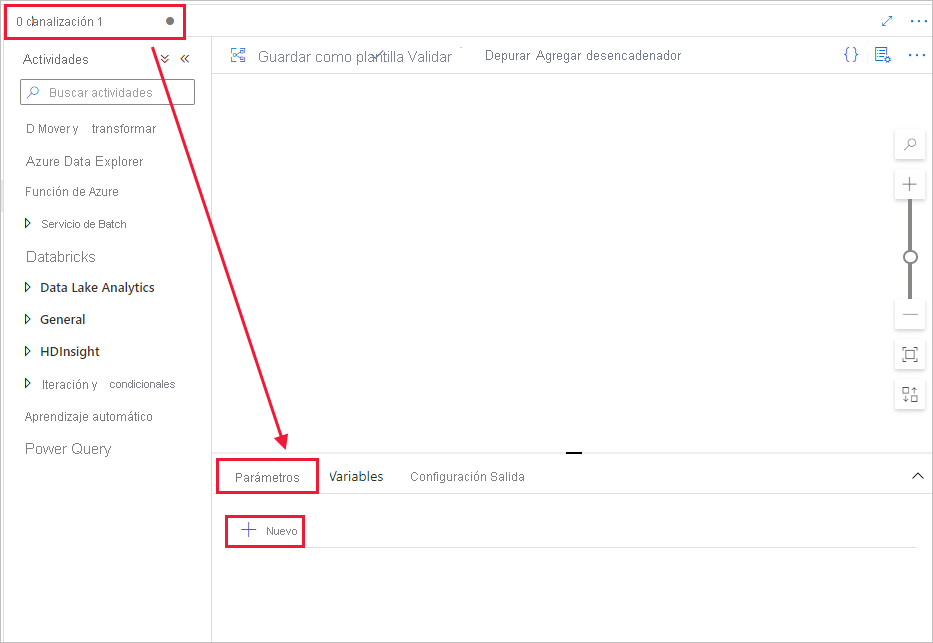 0 canalización 1
Actividades
Guardar como plantilla Validar
Depurar Agregar desencadenador
Buscar actividades
D Mover y transformar
Azure Data Explorer
Función de Azure
Servicio de Batch
Databricks
Data Lake Analytics
General
HDInsight
Iteración y condicionales
Aprendizaje automático
Power Query
Parámetros
Variables
Configuración Salida
Nuevo